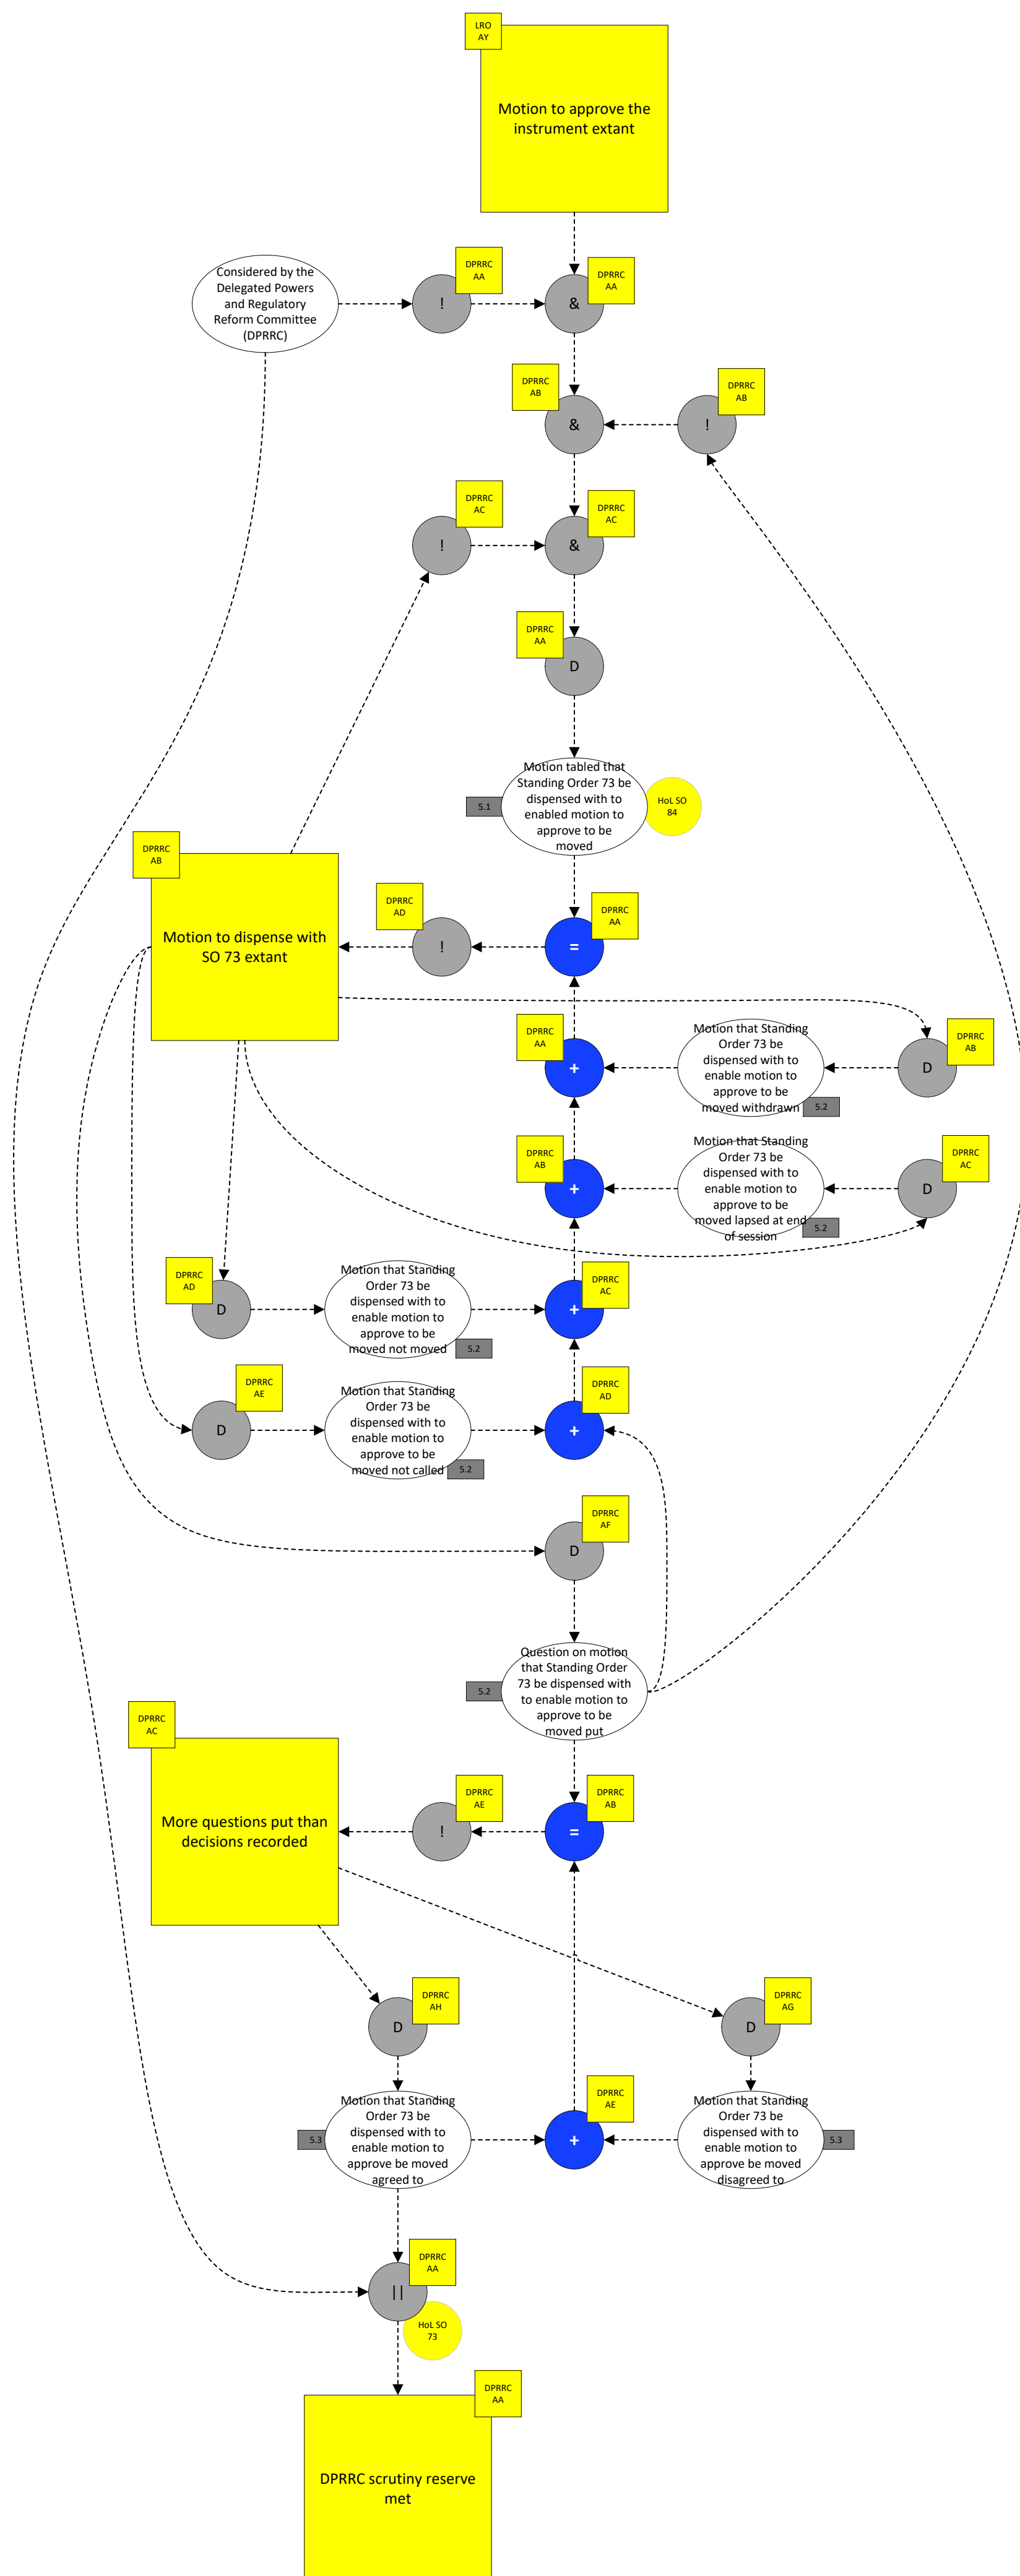 LRO
AY
Motion to approve the
instrument extant
Considered by the
Delegated Powers
and Regulatory
Reform Committee
(DPRRC)
DPRRC
AA
!
DPRRC
AA
&
DPRRC
AB
&
DPRRC
AB
!
DPRRC
AC
!
DPRRC
AC
&
DPRRC
AA
D
Motion tabled that
Standing Order 73 be
dispensed with to
enabled motion to
approve to be
moved
5.1
HoL SO
84
DPRRC
AB
Motion to dispense with
SO 73 extant
DPRRC
AD
!
DPRRC
AA
=
DPRRC
AA
+
Motion that Standing
Order 73 be
dispensed with to
enable motion to
approve to be
moved withdrawn
5.2
DPRRC
AB
D
DPRRC
AB
+
Motion that Standing
Order 73 be
dispensed with to
enable motion to
approve to be
moved lapsed at end
of session
5.2
DPRRC
AC
D
DPRRC
AD
D
Motion that Standing
Order 73 be
dispensed with to
enable motion to
approve to be
moved not moved
5.2
DPRRC
AC
+
DPRRC
AE
D
Motion that Standing
Order 73 be
dispensed with to
enable motion to
approve to be
moved not called
5.2
DPRRC
AD
+
DPRRC
AF
D
Question on motion
that Standing Order
73 be dispensed with
to enable motion to
approve to be
moved put
5.2
DPRRC
AC
More questions put than
decisions recorded
DPRRC
AE
!
DPRRC
AB
=
DPRRC
AH
D
DPRRC
AG
D
Motion that Standing
Order 73 be
dispensed with to
enable motion to
approve be moved
agreed to
5.3
DPRRC
AE
+
Motion that Standing
Order 73 be
dispensed with to
enable motion to
approve be moved
disagreed to
5.3
DPRRC
AA
||
HoL SO
73
DPRRC
AA
DPRRC scrutiny reserve
met